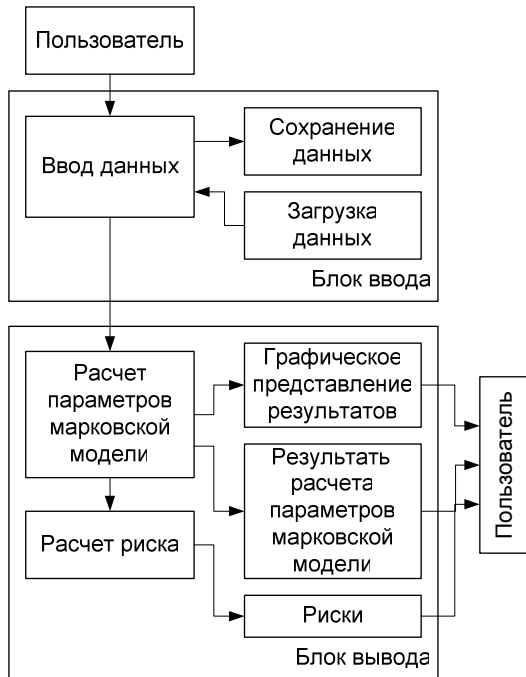 Пользователь
Ввод данных
Сохранение
данных
Загрузка
данных
Блок ввода
Расчет
параметров
марковской
модели
Графическое
представление
результатов
Результать
расчета
параметров
марковской
модели
Пользователь
Расчет риска
Риски
Блок вывода